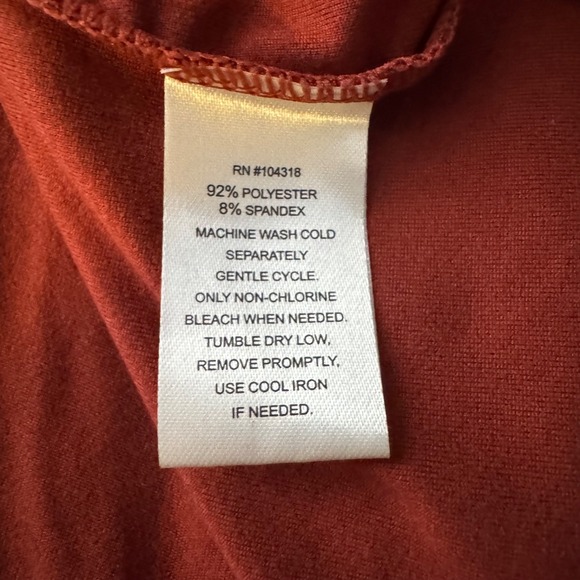 RN #104318
92% POLYESTER
8% SPANDEX
MACHINE WASH COLD
SEPARATELY
GENTLE CYCLE.
ONLY NON-CHLORINE
BLEACH WHEN NEEDED.
TUMBLE DRY LOW,
REMOVE PROMPTLY,
USE COOL IRON
IF NEEDED.